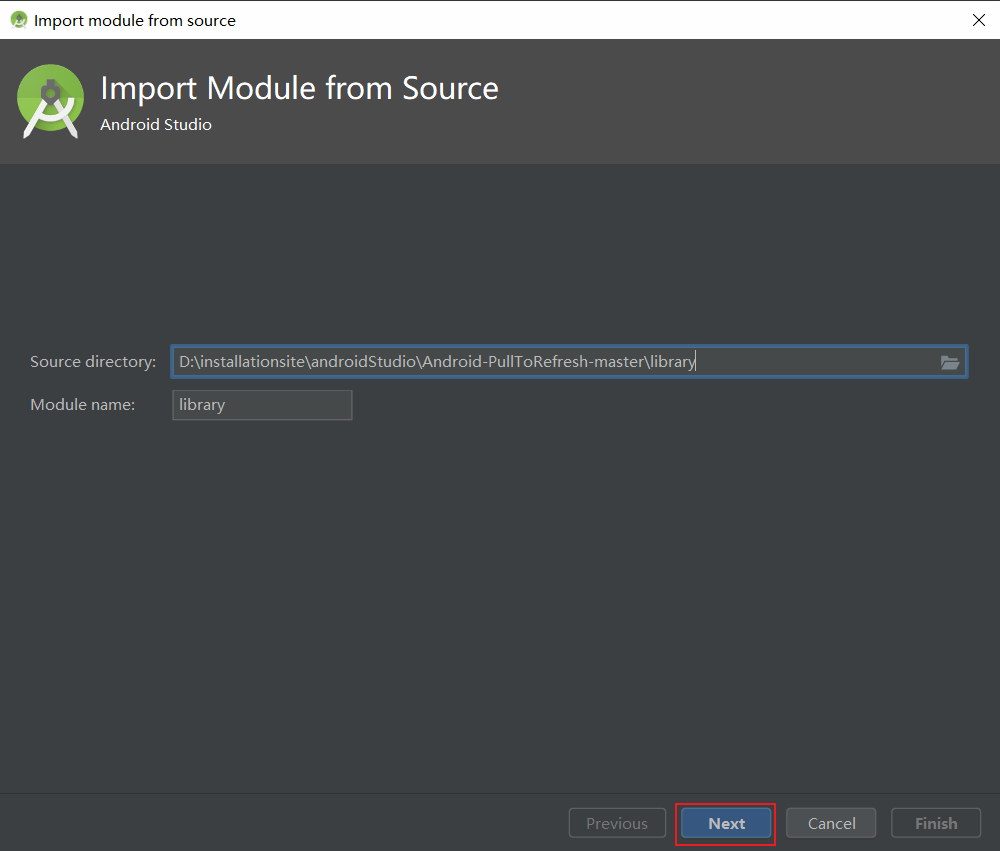 Import module from source
Import Module from Source
Android Studio
Source directory: D:\installationsite\androidStudio\Android-PullToRefresh-master\library
Module name: library
Previous Next Cancel Finish